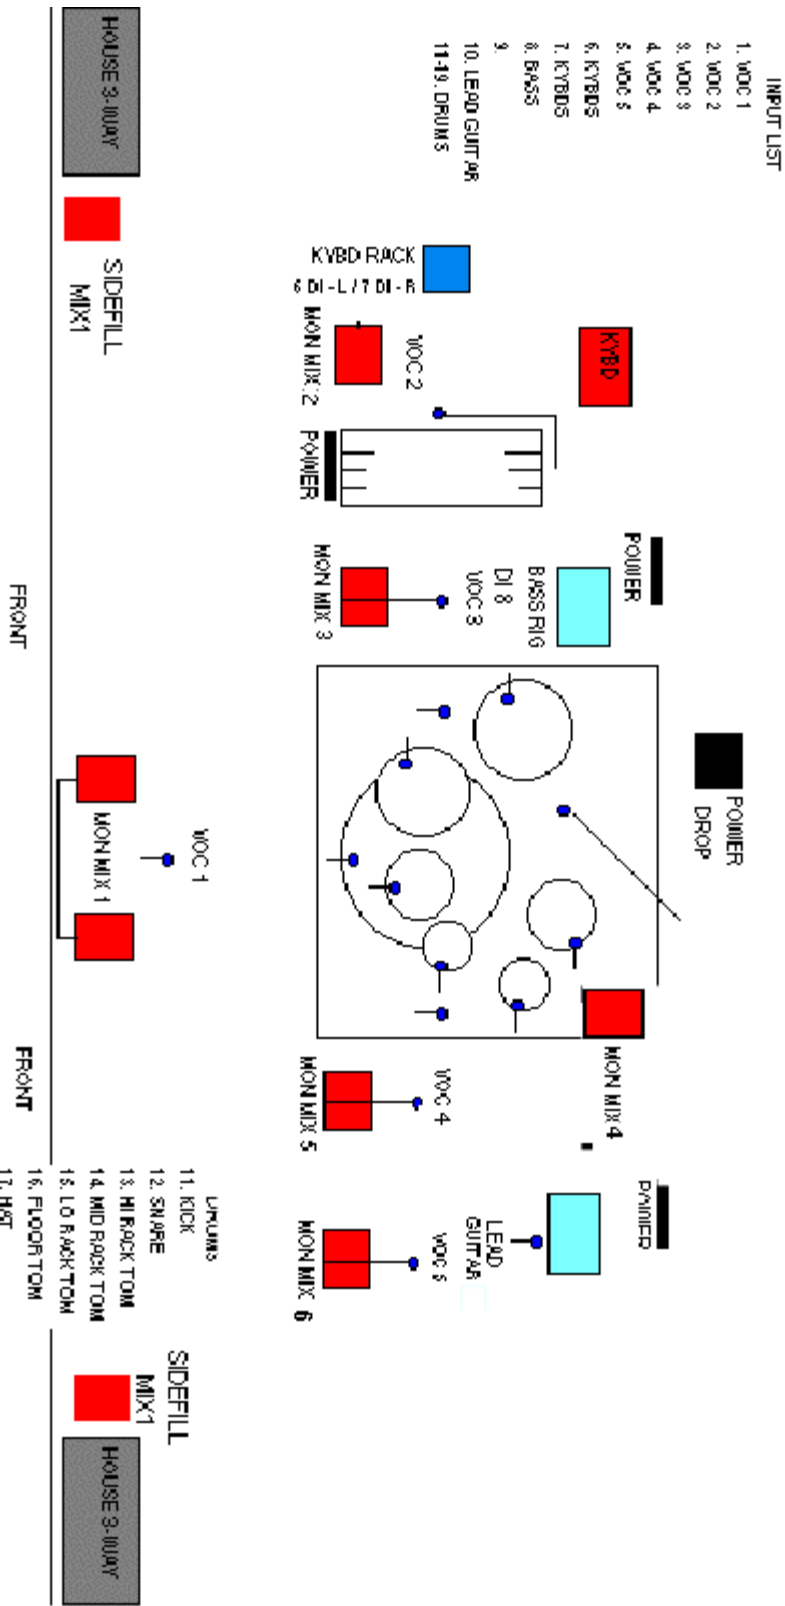 INPUT LIST
1. VOC 1
2. VOC 2
3. VOC 3
4. VOC 4
5. VOC 5
6. KYBDS
7. KYBDS
8. BASS
9.
10. LEAD GUITAR
11-19. DRUMS
KYBD
POWER
POWER
DROP
MON MIX 4
POWER
KYBD RACK
6 DI - L / 7 DI - R
VOC 2
MON MIX 2
POWER
BASS RIG
DI 8
VOC 3
MON MIX 3
VOC 4
MON MIX 5
LEAD
GUITAR
VOC 5
MON MIX 6
SIDEFILL
MIX1
HOUSE 3-WAY
VOC 1
MON MIX 1
DRUMS
11. KICK
12. SNARE
13. HI RACK TOM
14. MID RACK TOM
15. LO RACK TOM
16. FLOOR TOM
17. HAT
SIDEFILL
MIX1
HOUSE 3-WAY
FRONT
FRONT